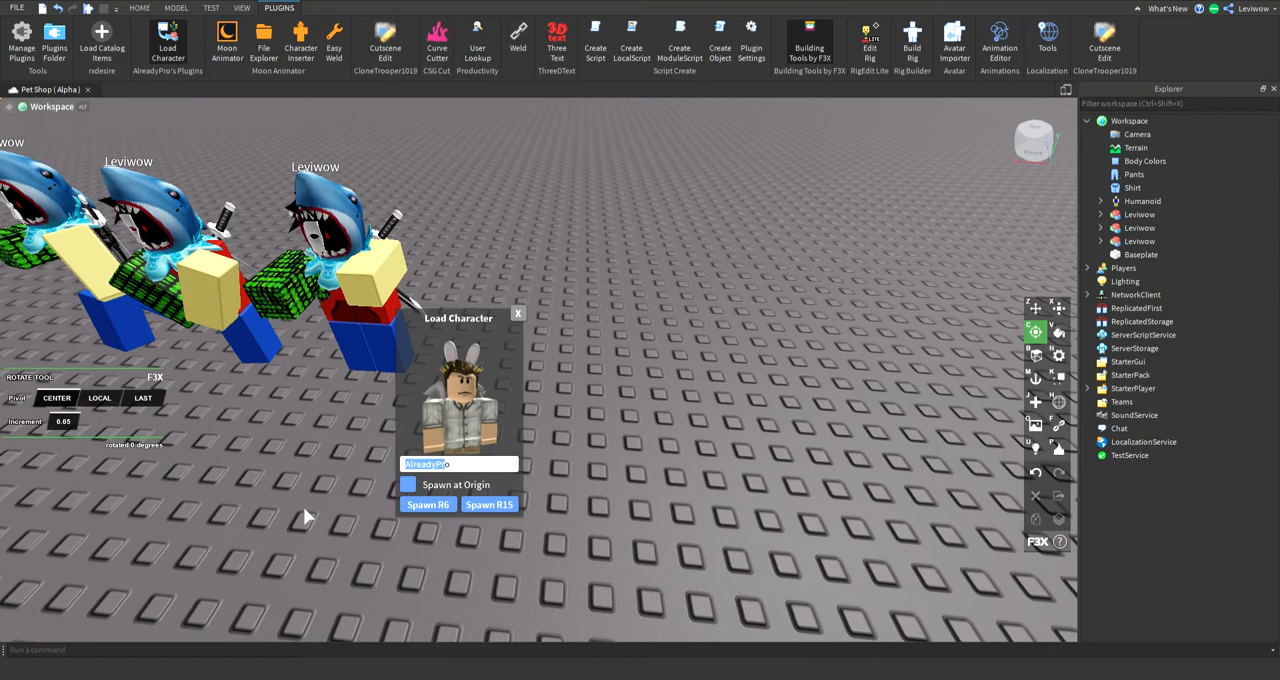 FILE HOME MODEL TEST VIEW PLUGINS What's New Leviwow
Manage Plugins
Plugins Folder
Tools
Load Catalog Items
rxdesire
Load Character
AlreadyPro's Plugins
Moon Animator
File Explorer
Character Inserter
Easy Weld
Moon Animator
Cutscene Edit
CloneTrooper1019
Curve Cutter
CSG Cut
User Lookup
Productivity
Weld
3D text
Three Text
ThreeDText
Create Script
Create LocalScript
Create ModuleScript
Create Object
Plugin Settings
Script Create
Building Tools by F3X
Building Tools by F3X
LITE
Edit Rig
RigEdit Lite
Build Rig
Rig Builder
Avatar Importer
Avatar
Animation Editor
Animations
Tools
Localization
Cutscene Edit
CloneTrooper1019
Pet Shop ( Alpha )
Workspace ALT
wow
Leviwow
Leviwow
ROTATE TOOL F3X
Pivot CENTER LOCAL LAST
Increment 0.05
rotated 0 degrees
Load Character X
AlreadyPro
Spawn at Origin
Spawn R6 Spawn R15
F3X ?
Run a command
Explorer
Filter workspace (Ctrl+Shift+X)
Workspace
Camera
Terrain
Body Colors
Pants
Shirt
Humanoid
Leviwow
Leviwow
Leviwow
Baseplate
Players
Lighting
NetworkClient
ReplicatedFirst
ReplicatedStorage
ServerScriptService
ServerStorage
StarterGui
StarterPack
StarterPlayer
Teams
SoundService
Chat
LocalizationService
TestService